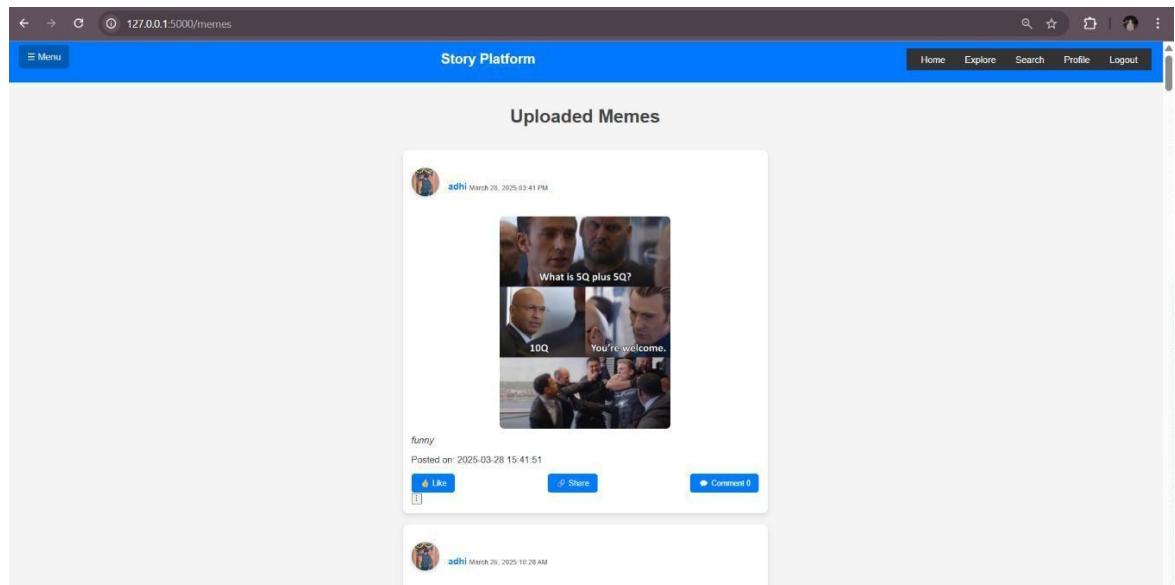 127.0.0.1:5000/memes
☰ Menu
Story Platform
Home Explore Search Profile Logout
Uploaded Memes
adhi March 28, 2025 03:41 PM
What is 5Q plus 5Q?
10Q
You're welcome.
funny
Posted on: 2025-03-28 15:41:51
👍 Like
🔗 Share
💬 Comment 0
adhi March 26, 2025 10:28 AM